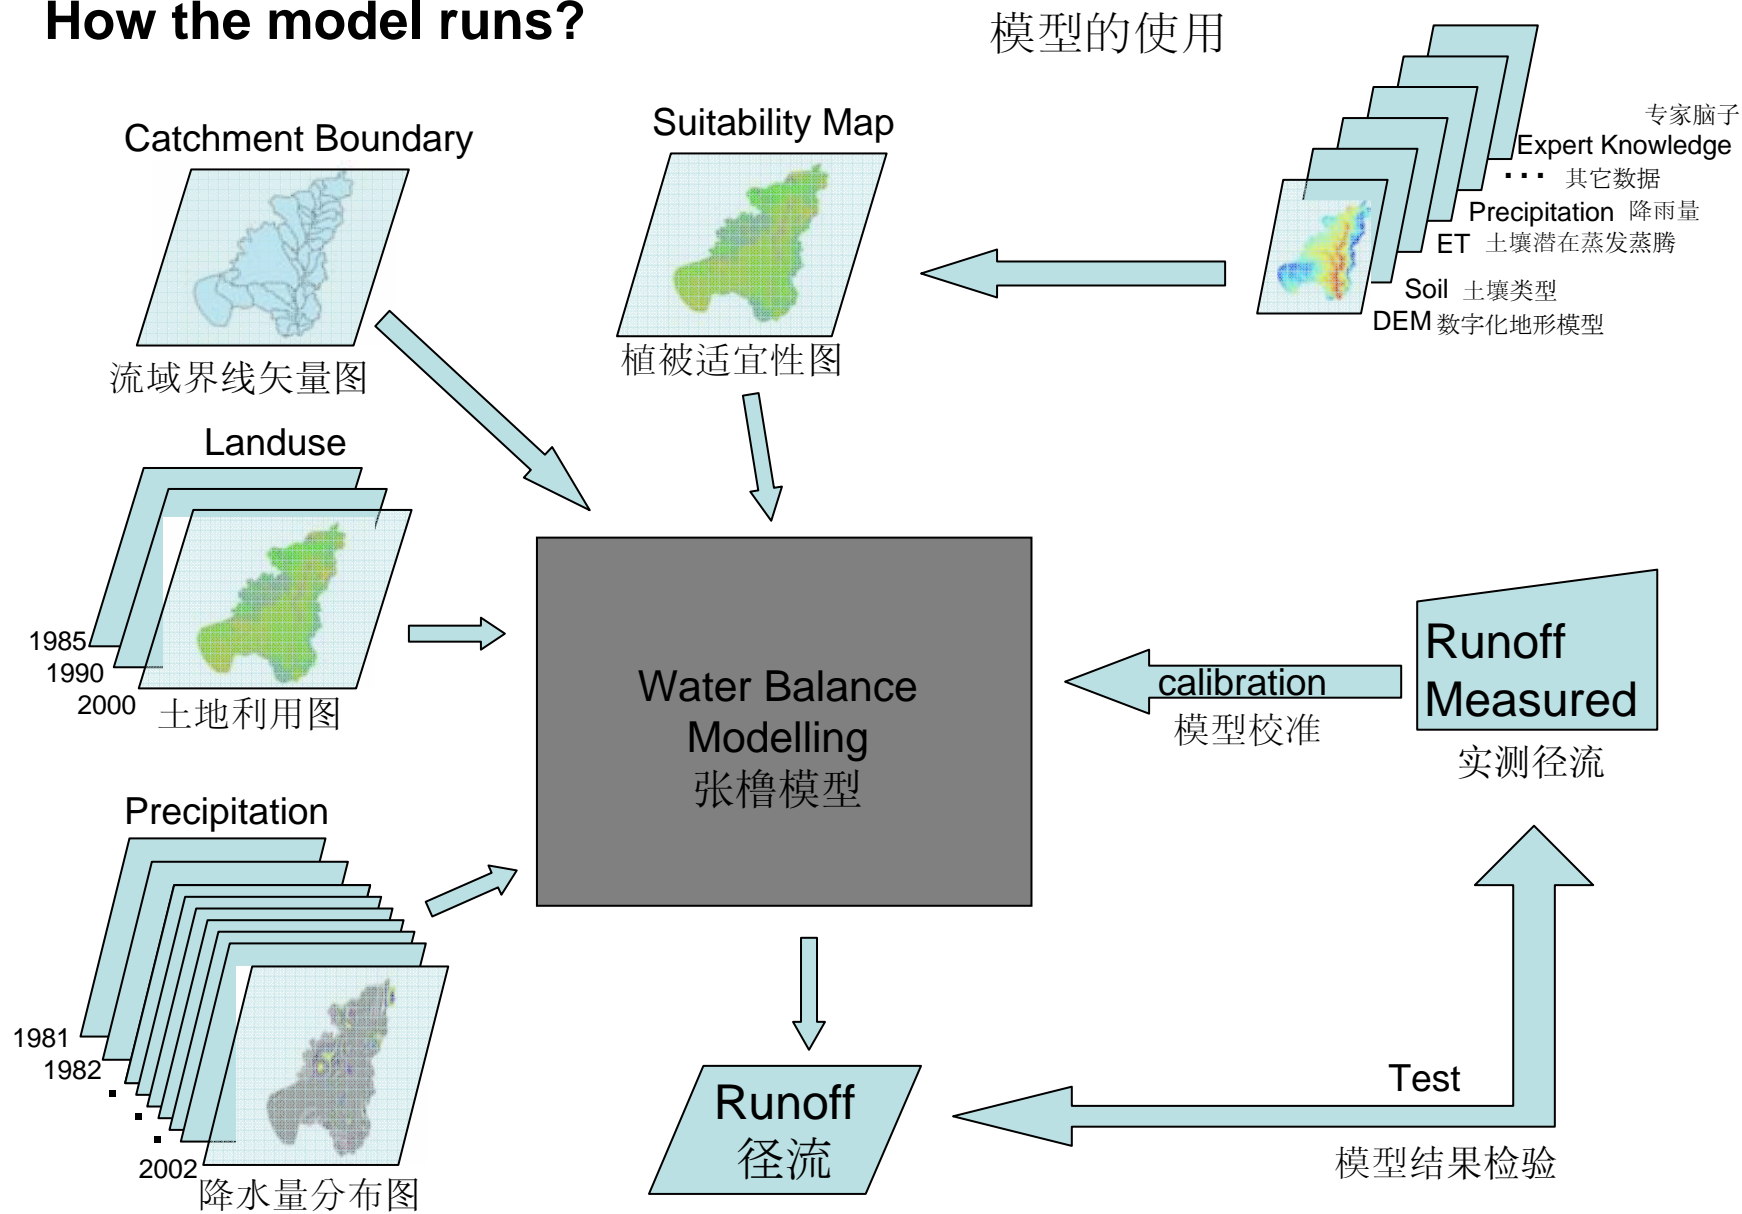 How the model runs?
模型的使用
Catchment Boundary
流域界线矢量图
Suitability Map
植被适宜性图
专家脑子
Expert Knowledge
... 其它数据
Precipitation 降雨量
ET 土壤潜在蒸发蒸腾
Soil 土壤类型
DEM 数字化地形模型
Landuse
1985
1990
2000
土地利用图
Water Balance
Modelling
张橹模型
calibration
模型校准
Runoff
Measured
实测径流
Precipitation
1981
1982
2002
降水量分布图
Runoff
径流
Test
模型结果检验